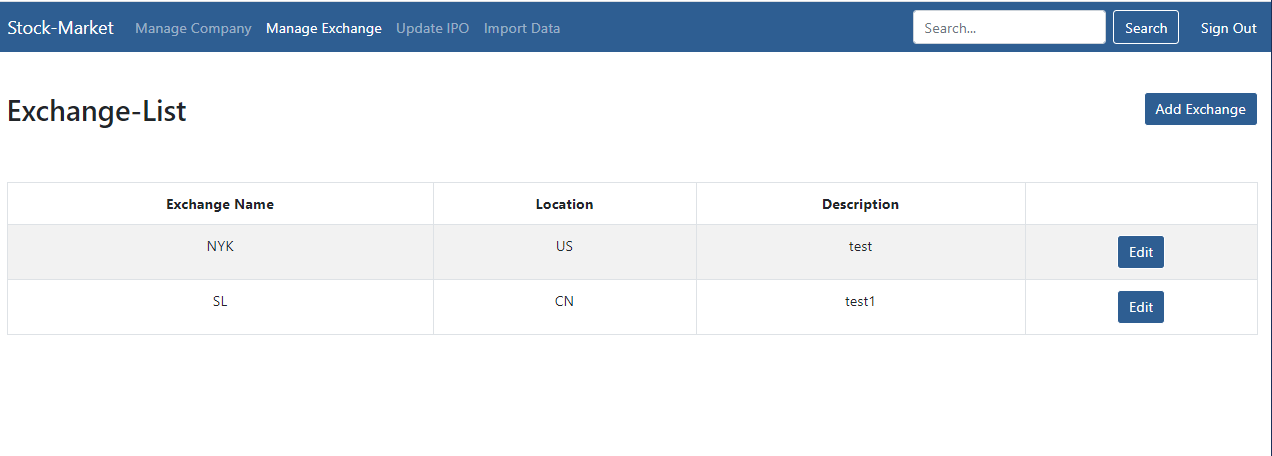 Stock-Market Manage Company Manage Exchange Update IPO Import Data Search... Search Sign Out
Exchange-List Add Exchange
Exchange Name Location Description
NYK US test Edit
SL CN test1 Edit